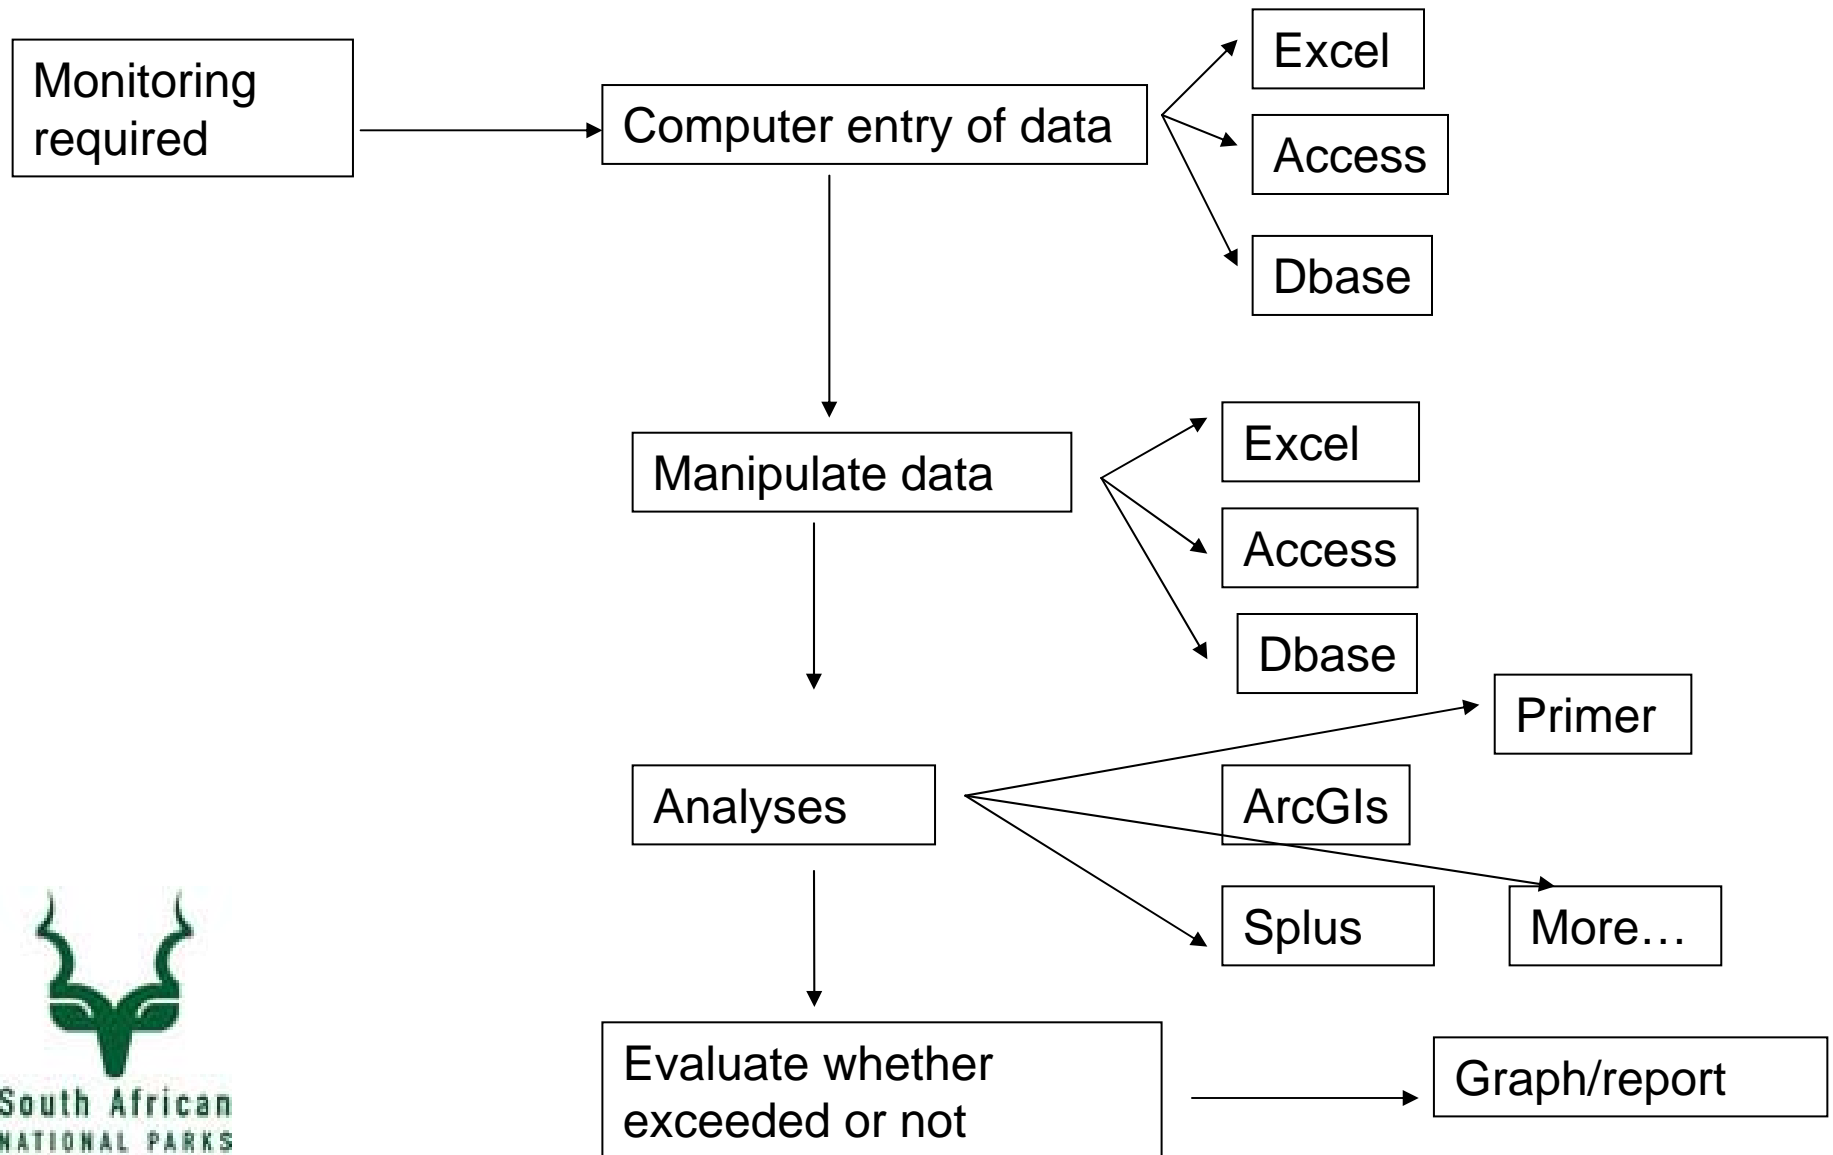 Monitoring
required
Computer entry of data
Excel
Access
Dbase
Manipulate data
Excel
Access
Dbase
Analyses
Primer
ArcGIs
Splus
More…
Evaluate whether
exceeded or not
Graph/report
South African
NATIONAL PARKS